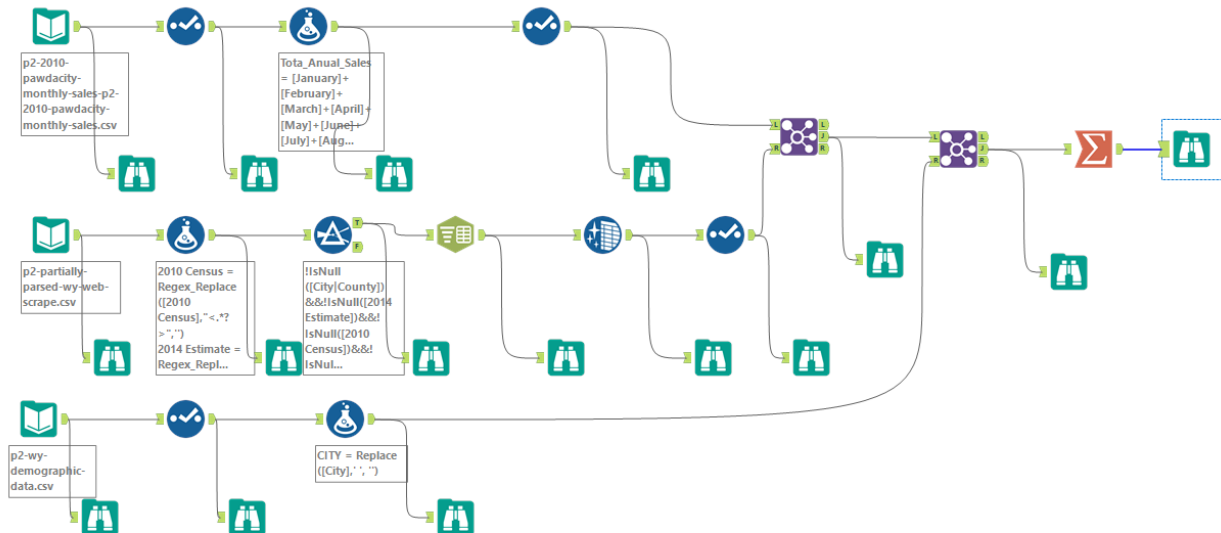 p2-2010-
pawdacity-
monthly-sales-p2-
2010-pawdacity-
monthly-sales.csv
Tota_Anual_Sales
= [January]+
[February]+
[March]+[April]+
[May]+[June]+
[July]+[Aug...
L
R
L
J
R
L
R
L
J
R
p2-partially-
parsed-wy-web-
scrape.csv
2010 Census =
Regex_Replace
([2010
Census],"<.*?
>",'')
2014 Estimate =
Regex_Repl...
T
F
!IsNull
([City|County])
&&!IsNull([2014
Estimate])&&!
IsNull([2010
Census])&&!
IsNul...
p2-wy-
demographic-
data.csv
CITY = Replace
([City],' ', '')